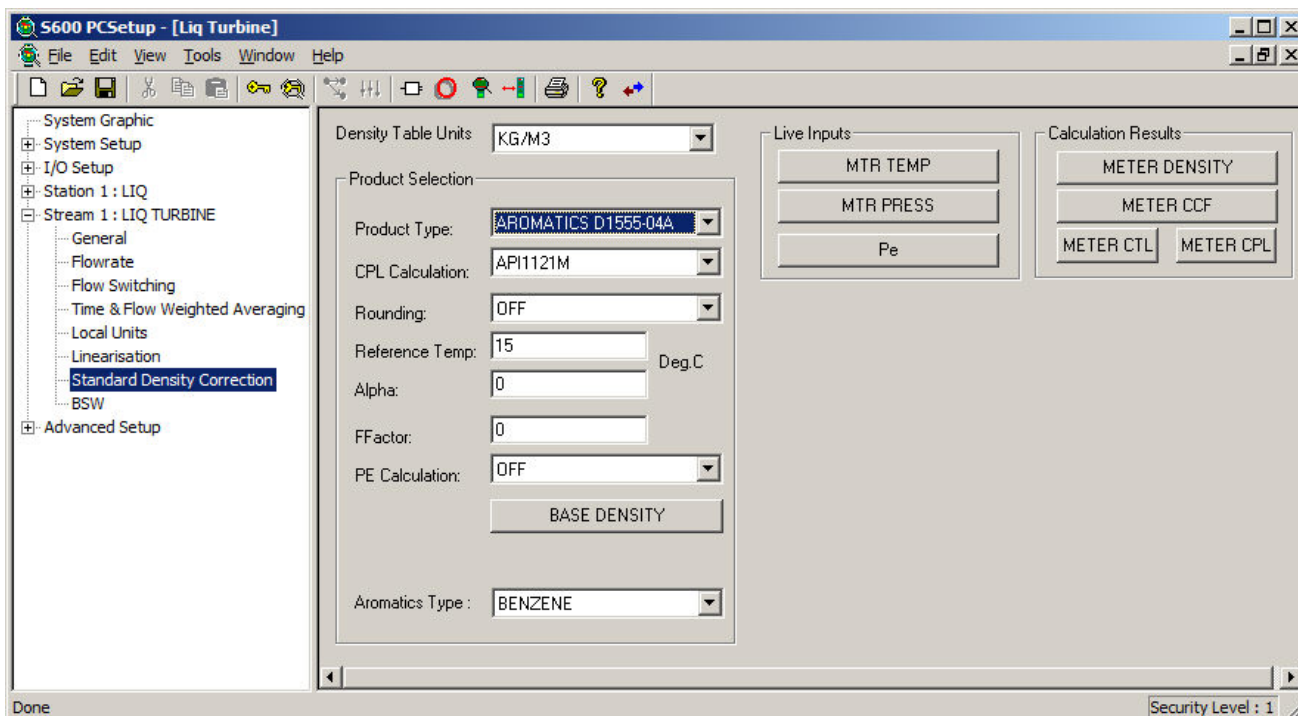 S600 PCSetup - [Liq Turbine]
File Edit View Tools Window Help
System Graphic
System Setup
I/O Setup
Station 1 : LIQ
Stream 1 : LIQ TURBINE
General
Flowrate
Flow Switching
Time & Flow Weighted Averaging
Local Units
Linearisation
Standard Density Correction
BSW
Advanced Setup
Density Table Units KG/M3
Product Selection
Product Type: AROMATICS D1555-04A
CPL Calculation: API1121M
Rounding: OFF
Reference Temp: 15 Deg.C
Alpha: 0
FFactor: 0
PE Calculation: OFF
BASE DENSITY
Aromatics Type : BENZENE
Live Inputs
MTR TEMP
MTR PRESS
Pe
Calculation Results
METER DENSITY
METER CCF
METER CTL METER CPL
Done Security Level : 1